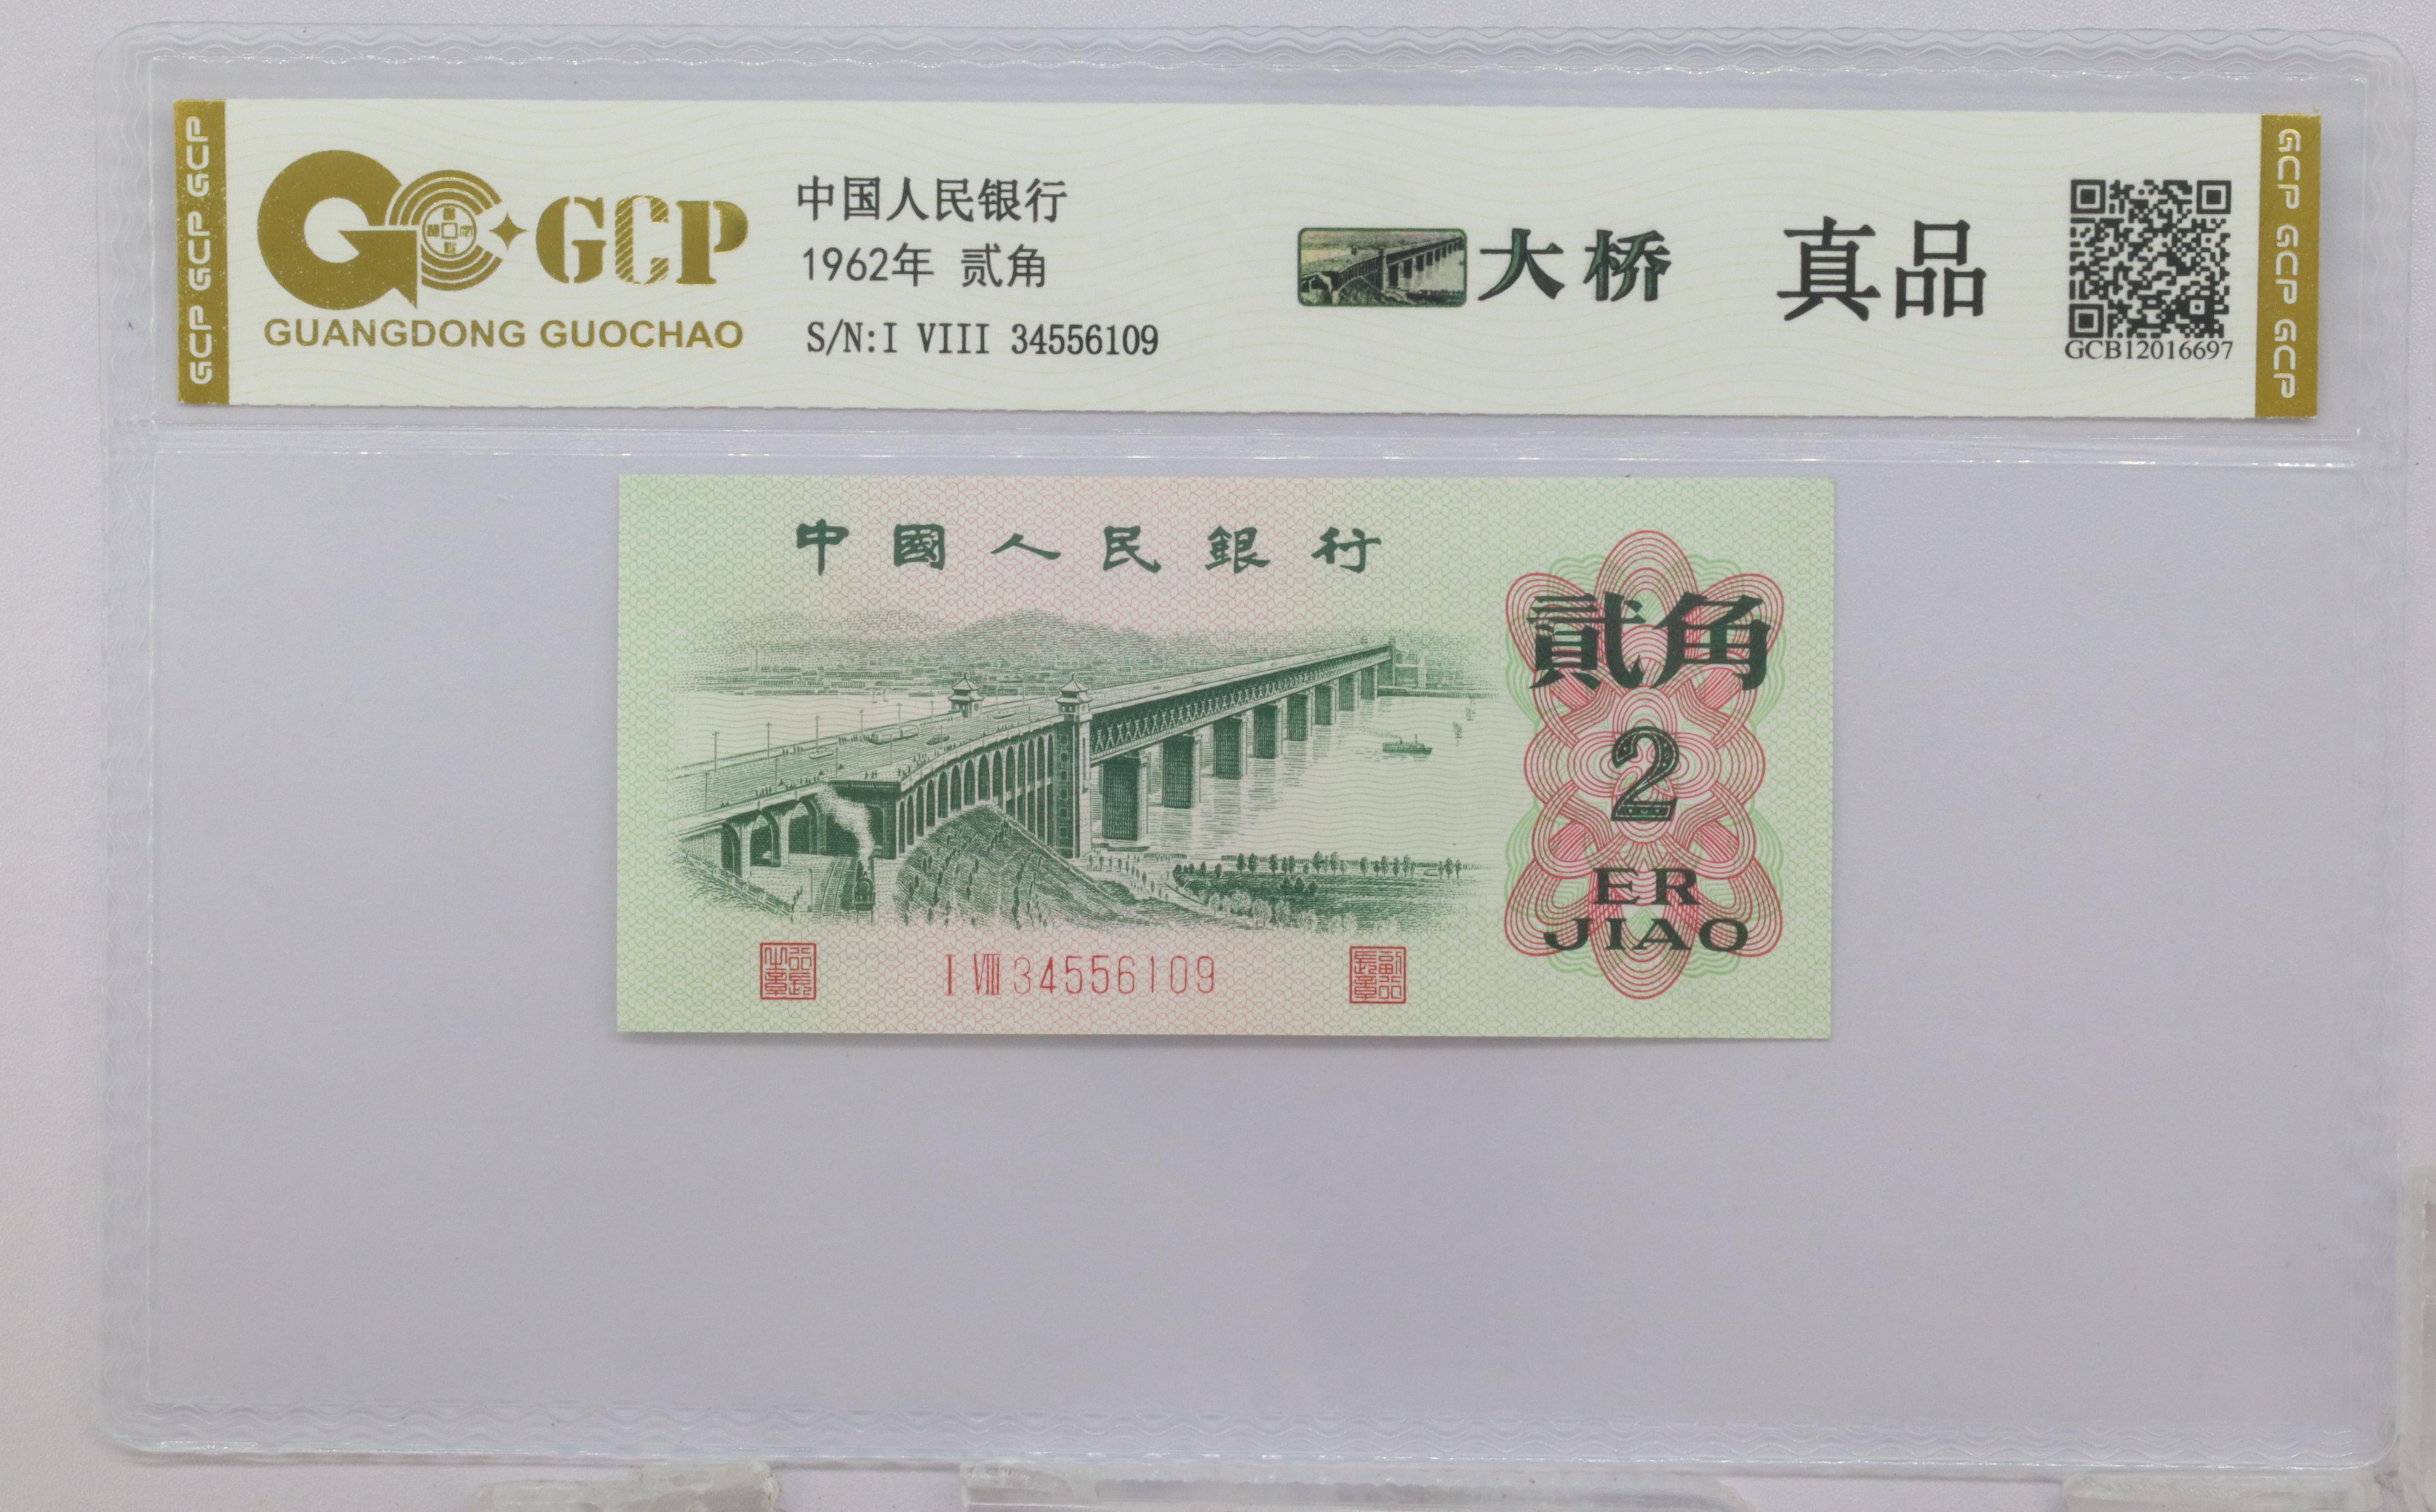 GCP GCP GCP
GCP
GUANGDONG GUOCHAO
中国人民银行
1962年 贰角
S/N:I VIII 34556109
大桥
真品
GCB12016697
GCP GCP GCP
中國人民銀行
貳角
2
ER
JIAO
I VIII 34556109